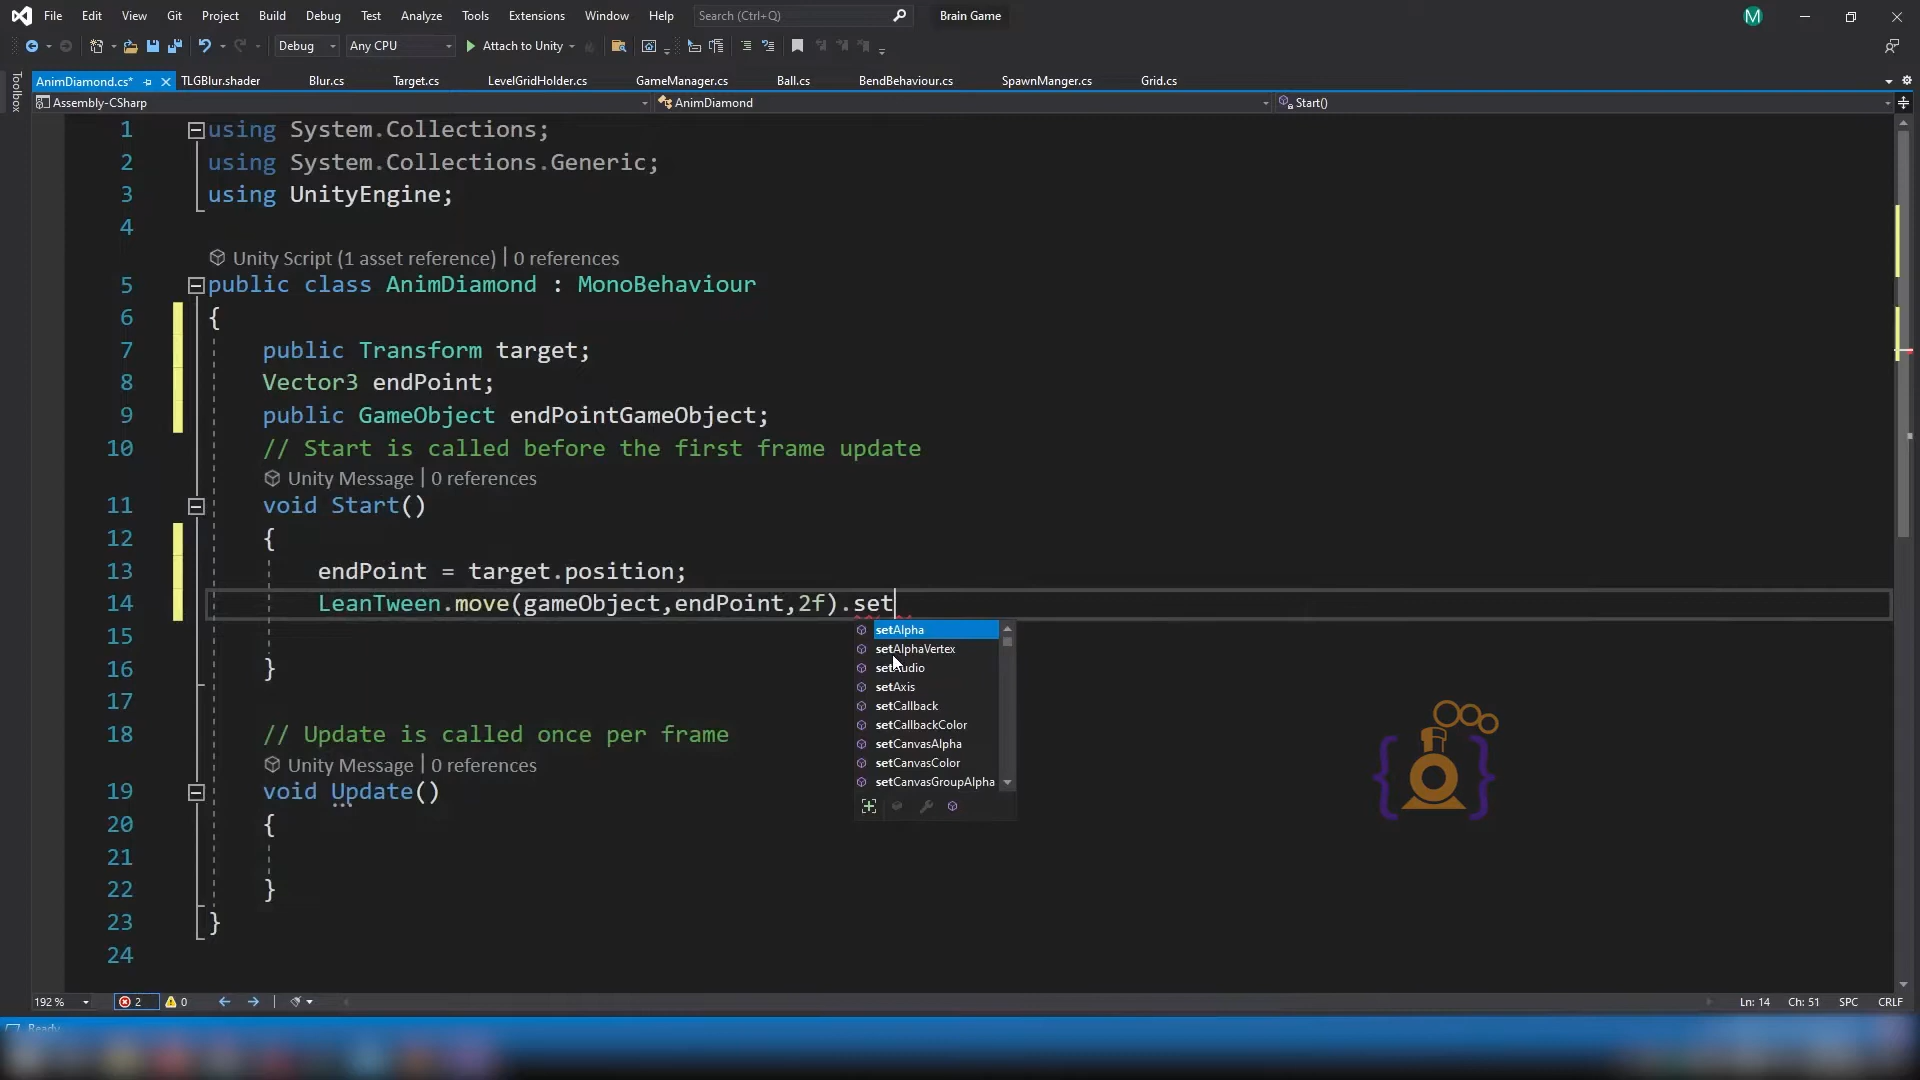 File Edit View Git Project Build Debug Test Analyze Tools Extensions Window Help Search (Ctrl+Q) Brain Game M
Debug Any CPU Attach to Unity
AnimDiamond.cs* TLGBlur.shader Blur.cs Target.cs LevelGridHolder.cs GameManager.cs Ball.cs BendBehaviour.cs SpawnManger.cs Grid.cs
Toolbox
Assembly-CSharp AnimDiamond Start()
1 using System.Collections;
2 using System.Collections.Generic;
3 using UnityEngine;
4
Unity Script (1 asset reference) | 0 references
5 public class AnimDiamond : MonoBehaviour
6 {
7 public Transform target;
8 Vector3 endPoint;
9 public GameObject endPointGameObject;
10 // Start is called before the first frame update
Unity Message | 0 references
11 void Start()
12 {
13 endPoint = target.position;
14 LeanTween.move(gameObject,endPoint,2f).set
15
16 }
17
18 // Update is called once per frame
Unity Message | 0 references
19 void Update()
20 {
21
22 }
23 }
24
setAlpha
setAlphaVertex
setAudio
setAxis
setCallback
setCallbackColor
setCanvasAlpha
setCanvasColor
setCanvasGroupAlpha
192 % 2 0 Ln: 14 Ch: 51 SPC CRLF
Ready